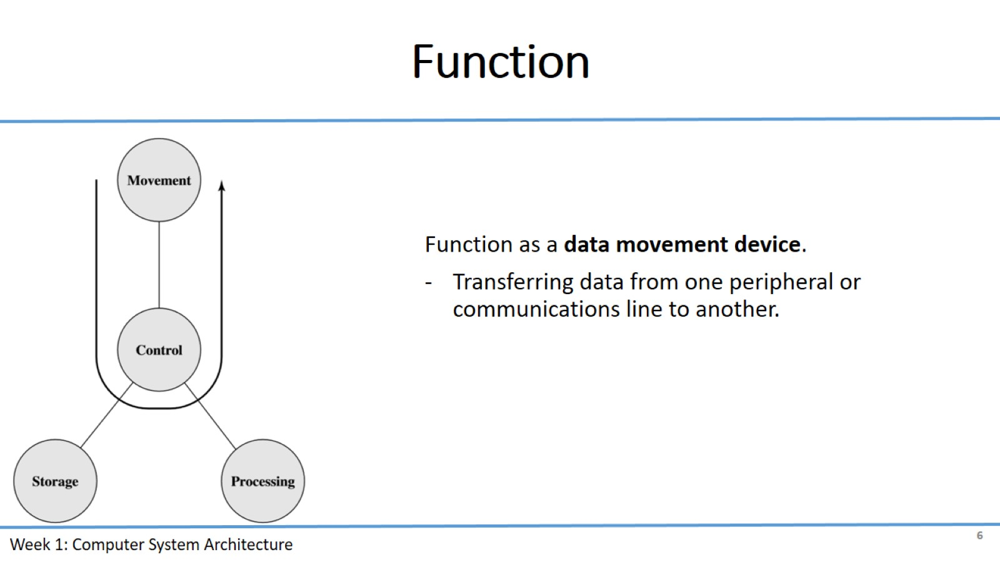 Function
Movement
Control
Storage
Processing
Function as a data movement device.
- Transferring data from one peripheral or
communications line to another.
Week 1: Computer System Architecture
6